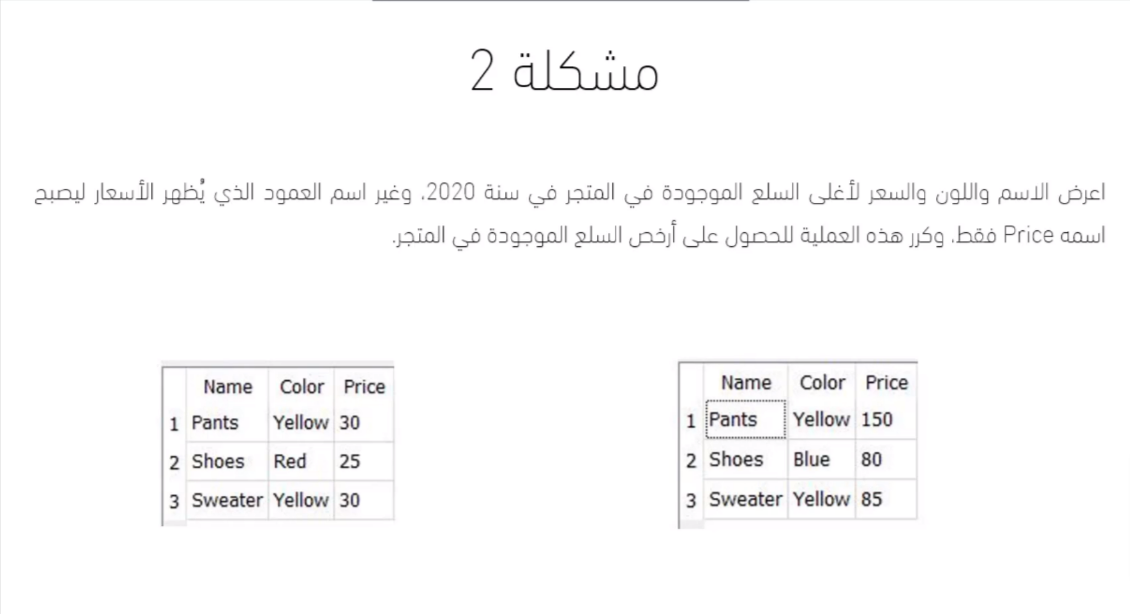 مشكلة 2
اعرض الاسم واللون والسعر لأغلى السلع الموجودة في المتجر في سنة 2020. وغير اسم العمود الذي يُظهر الأسعار ليصبح
اسمه Price فقط. وكرر هذه العملية للحصول على أرخص السلع الموجودة في المتجر.
Name Color Price
1 Pants Yellow 30
2 Shoes Red 25
3 Sweater Yellow 30
Name Color Price
1 Pants Yellow 150
2 Shoes Blue 80
3 Sweater Yellow 85